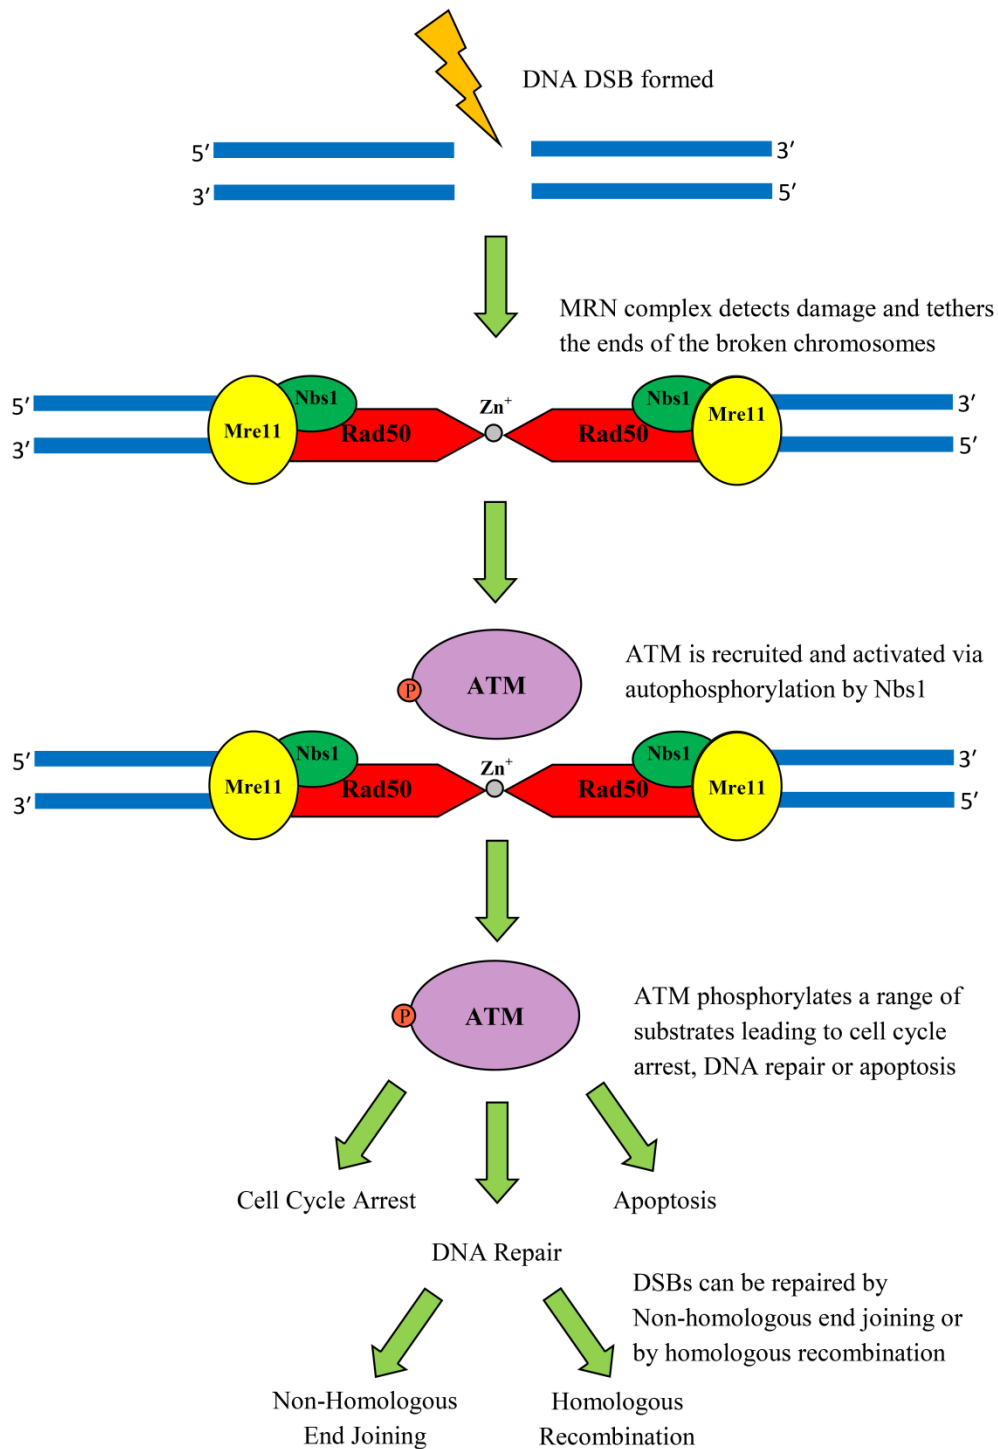 DNA DSB formed
5′ 3′
3′ 5′
MRN complex detects damage and tethers
the ends of the broken chromosomes
5′ Mre11 Nbs1 Rad50 Zn⁺ Rad50 Nbs1 Mre11 3′
3′ 5′
ATM is recruited and activated via
autophosphorylation by Nbs1
P ATM
5′ Mre11 Nbs1 Rad50 Zn⁺ Rad50 Nbs1 Mre11 3′
3′ 5′
P ATM
ATM phosphorylates a range of
substrates leading to cell cycle
arrest, DNA repair or apoptosis
Cell Cycle Arrest
Apoptosis
DNA Repair
DSBs can be repaired by
Non-homologous end joining or
by homologous recombination
Non-Homologous
End Joining
Homologous
Recombination